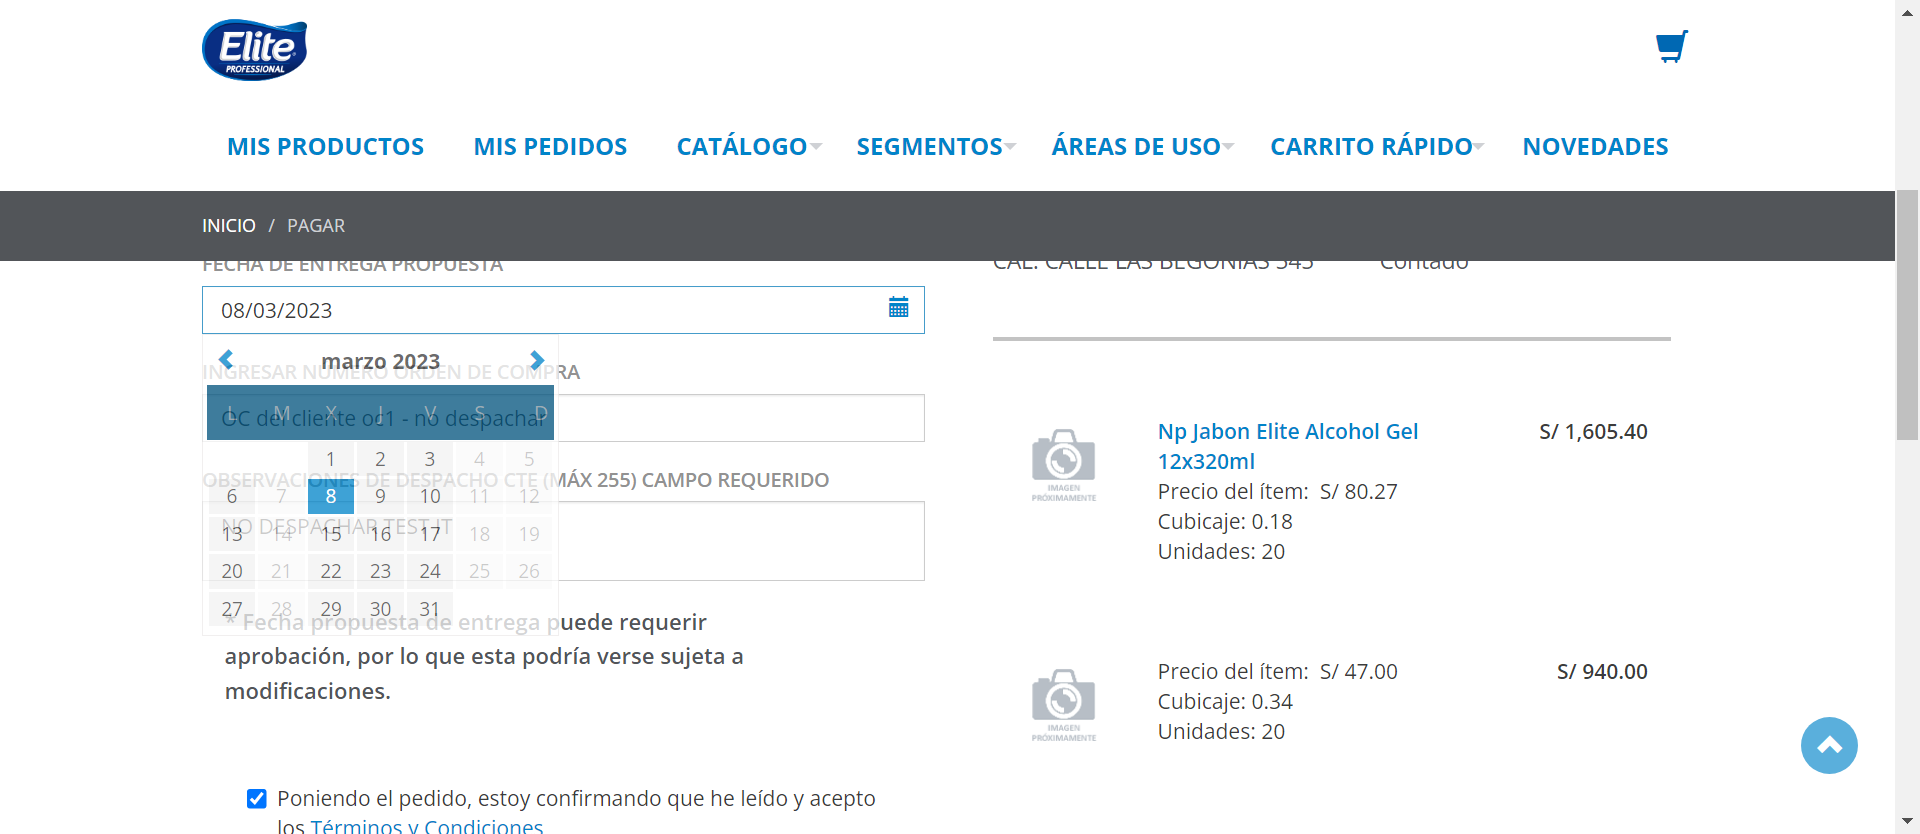 Elite
PROFESSIONAL
MIS PRODUCTOS MIS PEDIDOS CATÁLOGO SEGMENTOS ÁREAS DE USO CARRITO RÁPIDO NOVEDADES
INICIO / PAGAR
FECHA DE ENTREGA PROPUESTA
08/03/2023
marzo 2023
INGRESAR NÚMERO ORDEN DE COMPRA
L M X J V S D
OC del cliente oc1 - no despachar
1 2 3 4 5
OBSERVACIONES DE DESPACHO CTE (MÁX 255) CAMPO REQUERIDO
6 7 8 9 10 11 12
NO DESPACHAR TEST IT
13 14 15 16 17 18 19
20 21 22 23 24 25 26
27 28 29 30 31
* Fecha propuesta de entrega puede requerir
aprobación, por lo que esta podría verse sujeta a
modificaciones.
Poniendo el pedido, estoy confirmando que he leído y acepto
los Términos y Condiciones
CAL. CALLE LAS BEGONIAS 545 Contado
IMAGEN
PRÓXIMAMENTE
Np Jabon Elite Alcohol Gel
12x320ml
S/ 1,605.40
Precio del ítem: S/ 80.27
Cubicaje: 0.18
Unidades: 20
IMAGEN
PRÓXIMAMENTE
Precio del ítem: S/ 47.00
S/ 940.00
Cubicaje: 0.34
Unidades: 20